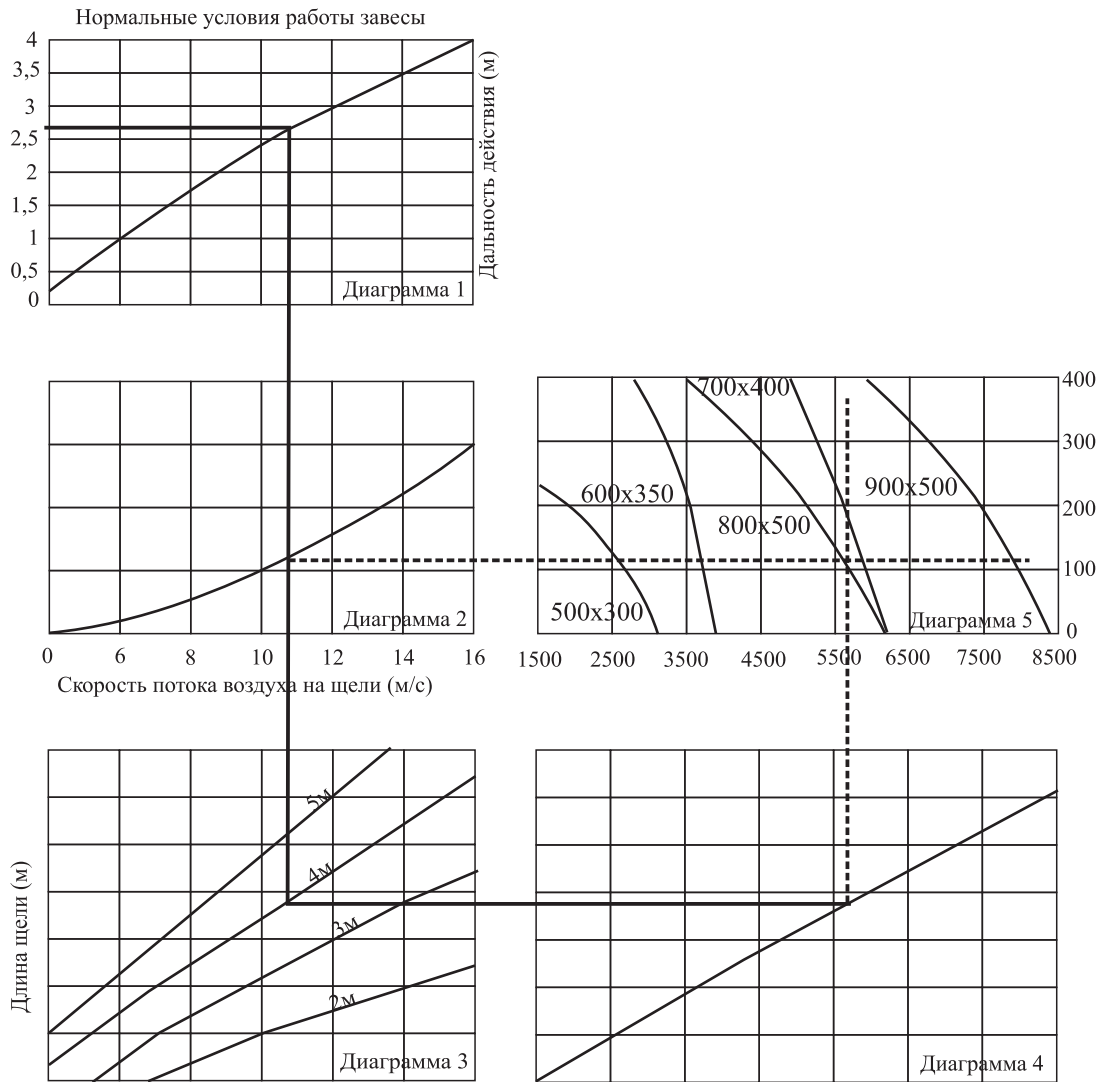 Нормальные условия работы завесы
4
3,5
3
2,5
2
1,5
1
0,5
0
Дальность действия (м)
Диаграмма 1
Диаграмма 2
0 6 10 12 14 16
Скорость потока воздуха на щели (м/с)
700х400
600х350
900х500
800х500
500х300
Диаграмма 5
400
300
200
100
0
1500 2500 3500 4500 5500 6500 7500 8500
Длина щели (м)
5м
4м
3м
2м
Диаграмма 3
Диаграмма 4